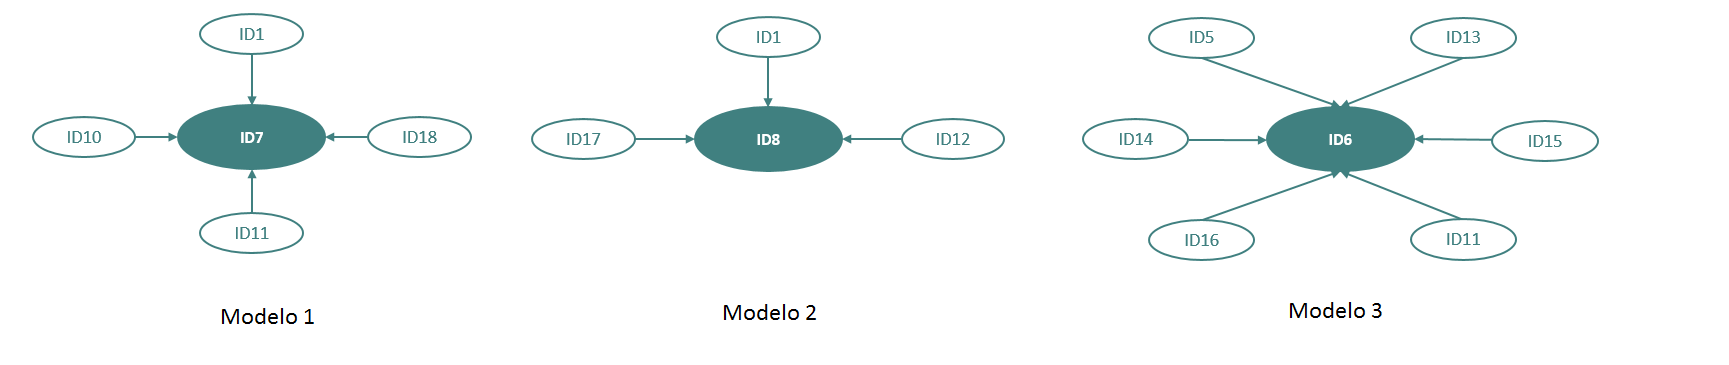 ID1
ID10
ID7
ID18
ID11
Modelo 1
ID1
ID17
ID8
ID12
Modelo 2
ID5
ID13
ID14
ID6
ID15
ID16
ID11
Modelo 3